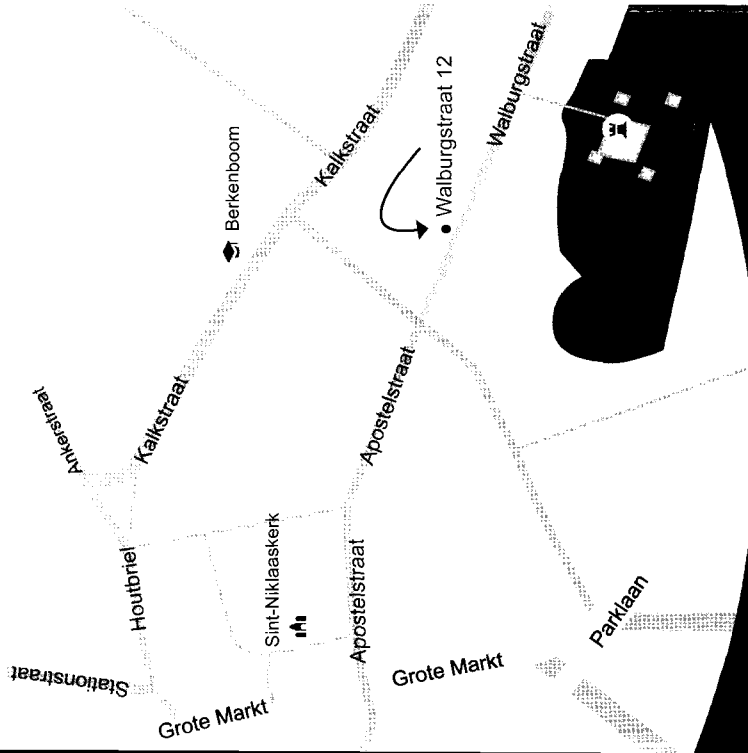 Kalkstraat
Walburgstraat
Walburgstraat 12
Berkenboom
Ankerstraat
Kalkstraat
Apostelstraat
Houtbriel
Sint-Niklaaskerk
Apostelstraat
Stationstraat
Grote Markt
Grote Markt
Parklaan